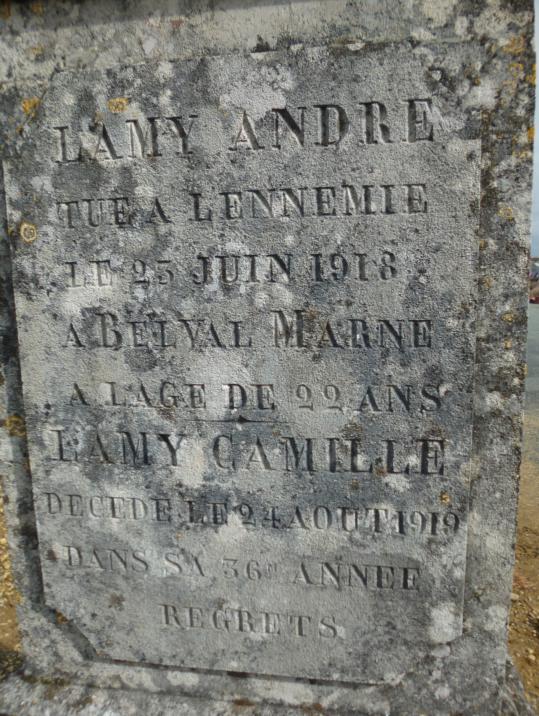 LAMY ANDRE
TUE A LENNEMIE
LE 23 JUIN 1918
A BELVAL MARNE
A LAGE DE 22 ANS
LAMY CAMILLE
DECEDE LE 24 AOUT 1919
DANS SA 36E ANNEE
REGRETS